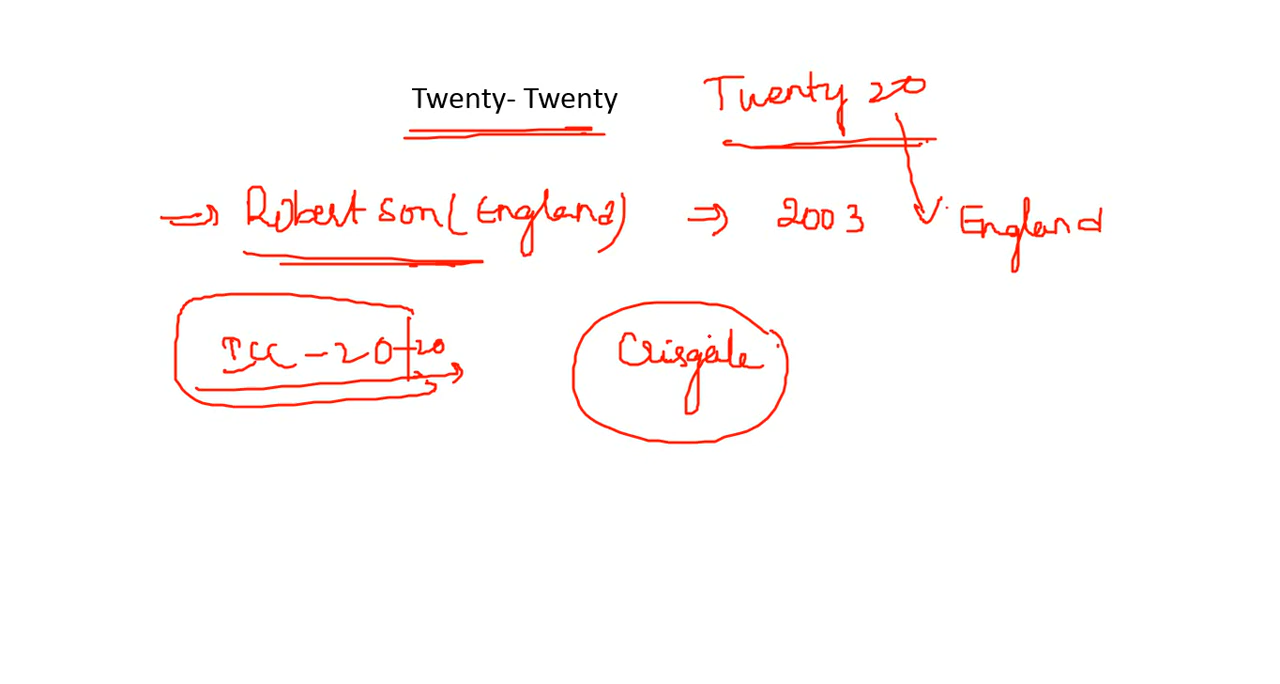 Twenty- Twenty Twenty 20
⇒ Robertson (England) ⇒ 2003 England
ICC - 20-20 Crisgale